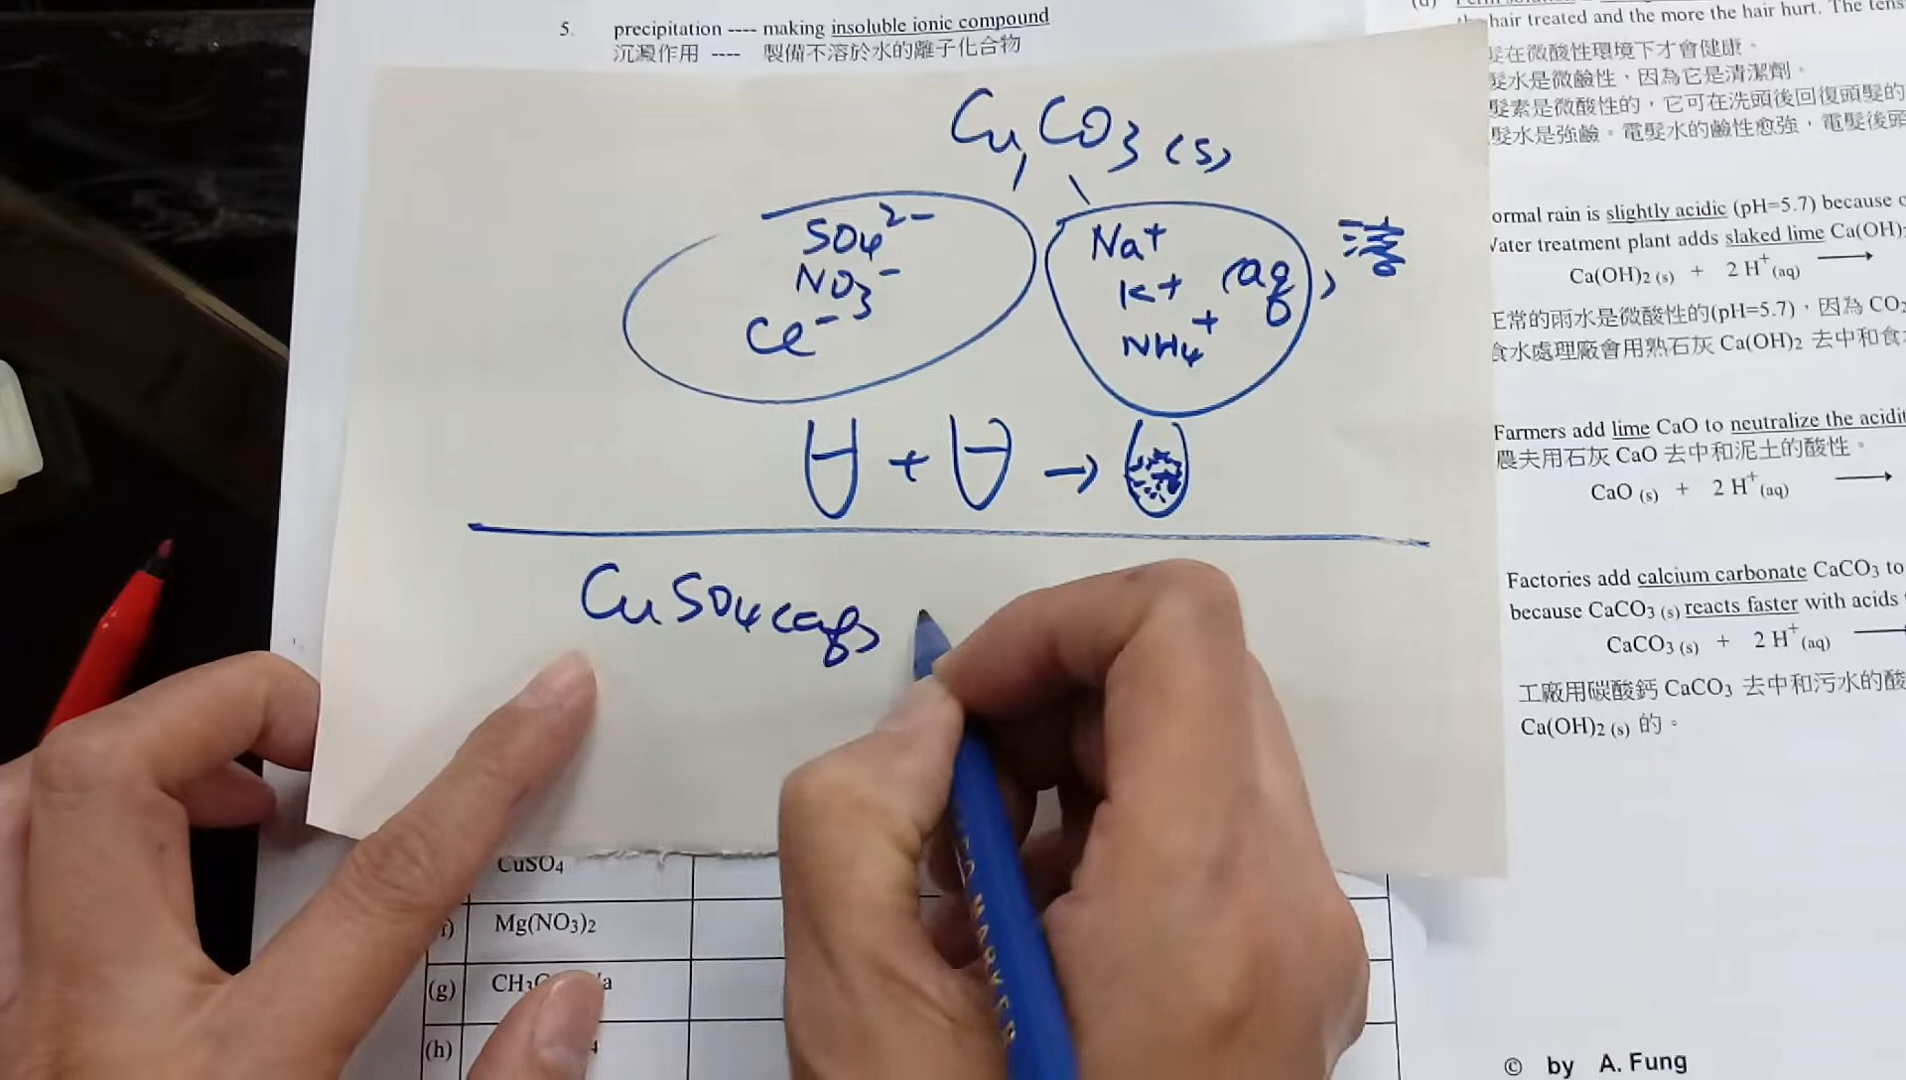 5. precipitation ---- making insoluble ionic compound
沉澱作用 ---- 製備不溶於水的離子化合物
CuCO3 (s)
SO4 2-
NO3 -
Cl -
Na+
K+
NH4 +
(aq)
溶
+ →
CuSO4(aq)
CuSO4
Mg(NO3)2
(g)
(h)
the hair treated and the more the hair hurt. The
髮在微酸性環境下才會健康。
髮水是微鹼性，因為它是清潔劑。
髮素是微酸性的，它可在洗頭後回復頭髮的
髮水是強鹼。電髮水的鹼性愈強，電髮後頭
ormal rain is slightly acidic (pH=5.7) because
Water treatment plant adds slaked lime Ca(OH)2
Ca(OH)2 (s) + 2 H+ (aq) →
正常的雨水是微酸性的(pH=5.7)，因為 CO2
食水處理廠會用熟石灰 Ca(OH)2 去中和食
Farmers add lime CaO to neutralize the acidit
農夫用石灰 CaO 去中和泥土的酸性。
CaO (s) + 2 H+ (aq) →
Factories add calcium carbonate CaCO3 to
because CaCO3 (s) reacts faster with acids
CaCO3 (s) + 2 H+ (aq) →
工廠用碳酸鈣 CaCO3 去中和污水的酸
Ca(OH)2 (s) 的。
© by A. Fung